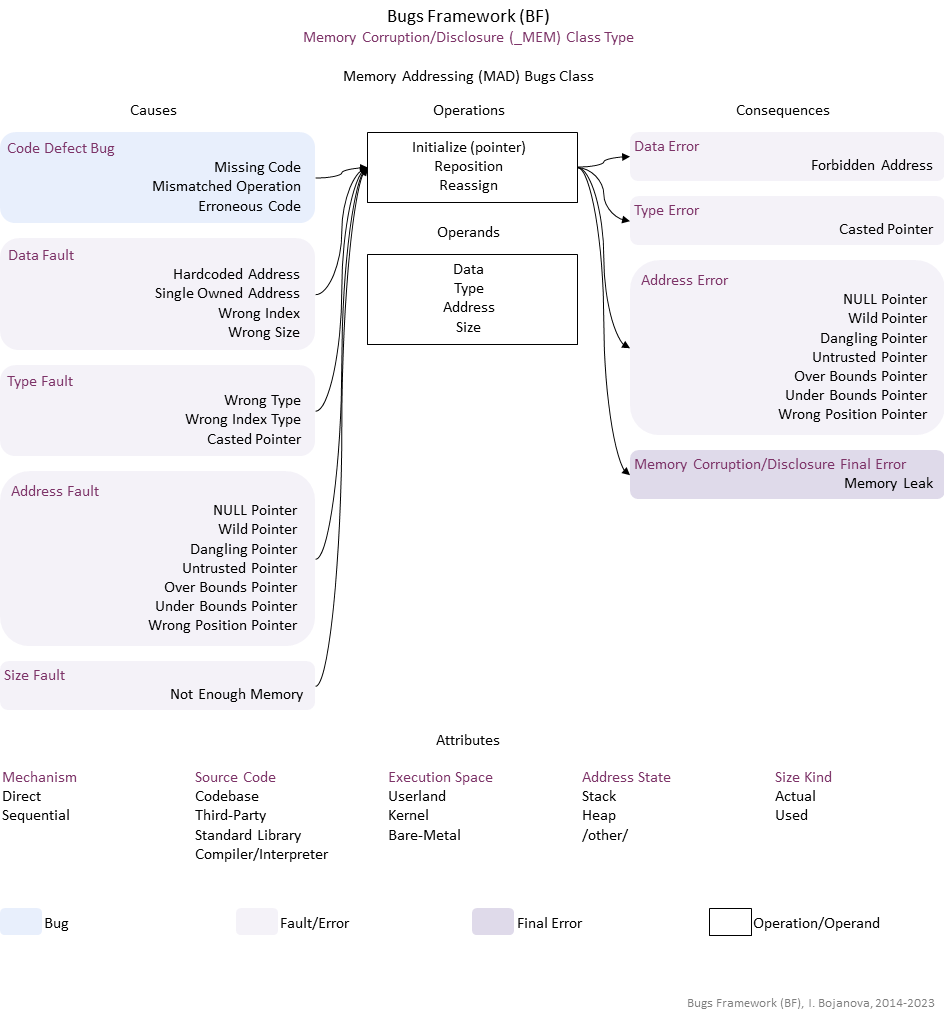 Bugs Framework (BF)
Memory Corruption/Disclosure (_MEM) Class Type
Memory Addressing (MAD) Bugs Class
Causes
Code Defect Bug
Missing Code
Mismatched Operation
Erroneous Code
Data Fault
Hardcoded Address
Single Owned Address
Wrong Index
Wrong Size
Type Fault
Wrong Type
Wrong Index Type
Casted Pointer
Address Fault
NULL Pointer
Wild Pointer
Dangling Pointer
Untrusted Pointer
Over Bounds Pointer
Under Bounds Pointer
Wrong Position Pointer
Size Fault
Not Enough Memory
Operations
Initialize (pointer)
Reposition
Reassign
Operands
Data
Type
Address
Size
Consequences
Data Error
Forbidden Address
Type Error
Casted Pointer
Address Error
NULL Pointer
Wild Pointer
Dangling Pointer
Untrusted Pointer
Over Bounds Pointer
Under Bounds Pointer
Wrong Position Pointer
Memory Corruption/Disclosure Final Error
Memory Leak
Attributes
Mechanism
Direct
Sequential
Source Code
Codebase
Third-Party
Standard Library
Compiler/Interpreter
Execution Space
Userland
Kernel
Bare-Metal
Address State
Stack
Heap
/other/
Size Kind
Actual
Used
Bug
Fault/Error
Final Error
Operation/Operand
Bugs Framework (BF), I. Bojanova, 2014-2023